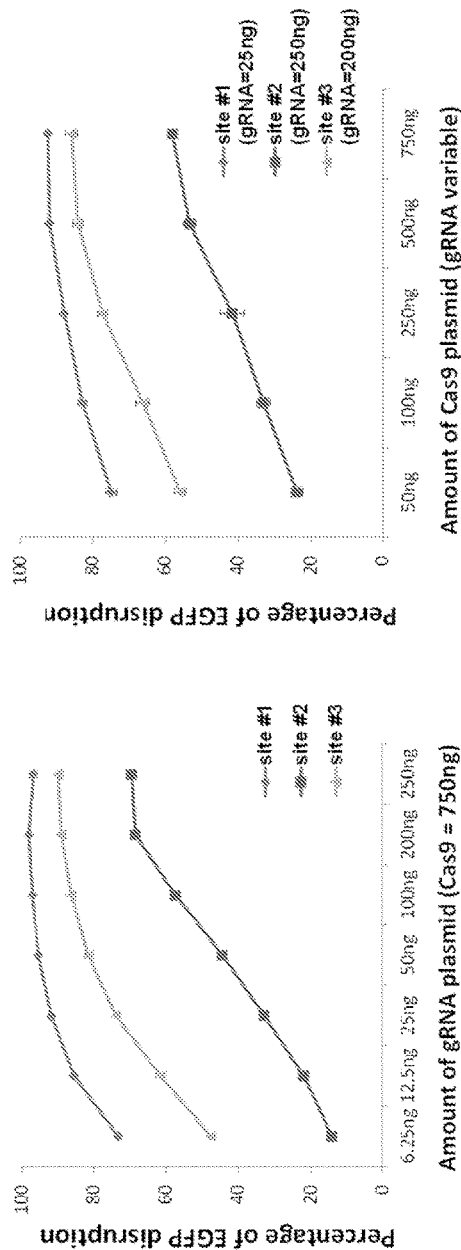 Percentage of EGFP disruption
100
80
60
40
20
0
6.25ng 12.5ng 25ng 50ng 100ng 200ng 250ng
Amount of gRNA plasmid (Cas9 = 750ng)
site #1
site #2
site #3
Percentage of EGFP disruption
100
80
60
40
20
0
50ng 100ng 250ng 500ng 750ng
Amount of Cas9 plasmid (gRNA variable)
site #1
(gRNA=25ng)
site #2
(gRNA=250ng)
site #3
(gRNA=200ng)